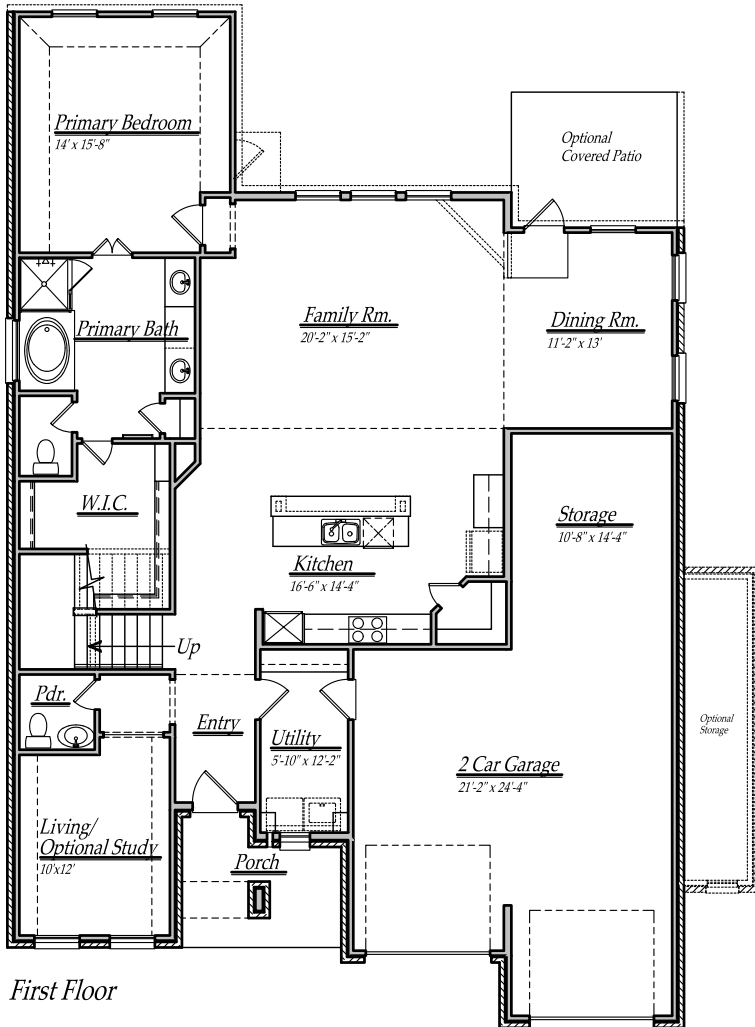 Primary Bedroom
14' x 15'-8"
Optional
Covered Patio
Family Rm.
20'-2" x 15'-2"
Dining Rm.
11'-2" x 13'
Primary Bath
W.I.C.
Storage
10'-8" x 14'-4"
Kitchen
16'-6" x 14'-4"
Up
Pdr.
Entry
Utility
5'-10" x 12'-2"
Optional
Storage
2 Car Garage
21'-2" x 24'-4"
Living/
Optional Study
10'x12'
Porch
First Floor